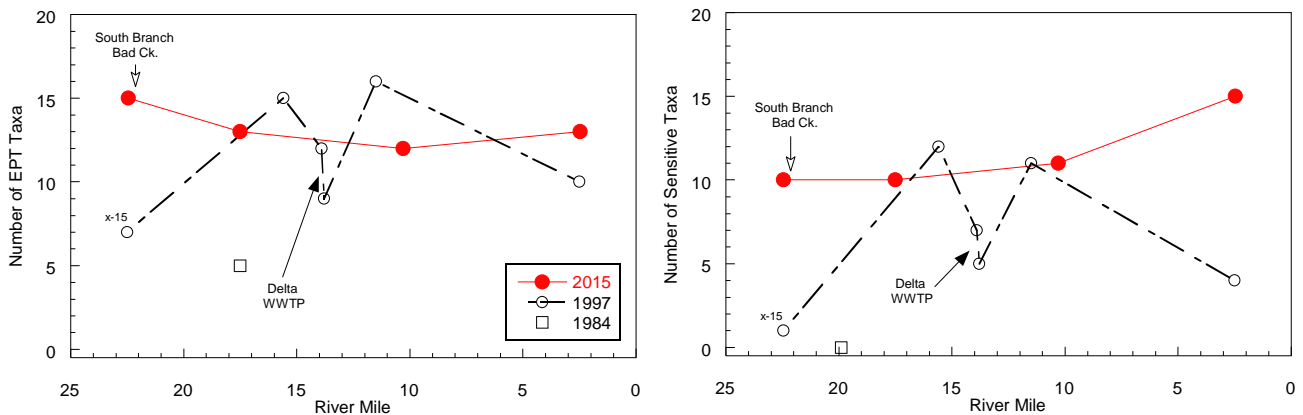 Number of EPT Taxa
20
15
10
5
0
South Branch
Bad Ck.
x-15
Delta
WWTP
2015
1997
1984
25 20 15 10 5 0
River Mile
Number of Sensitive Taxa
20
15
10
5
0
South Branch
Bad Ck.
x-15
Delta
WWTP
25 20 15 10 5 0
River Mile